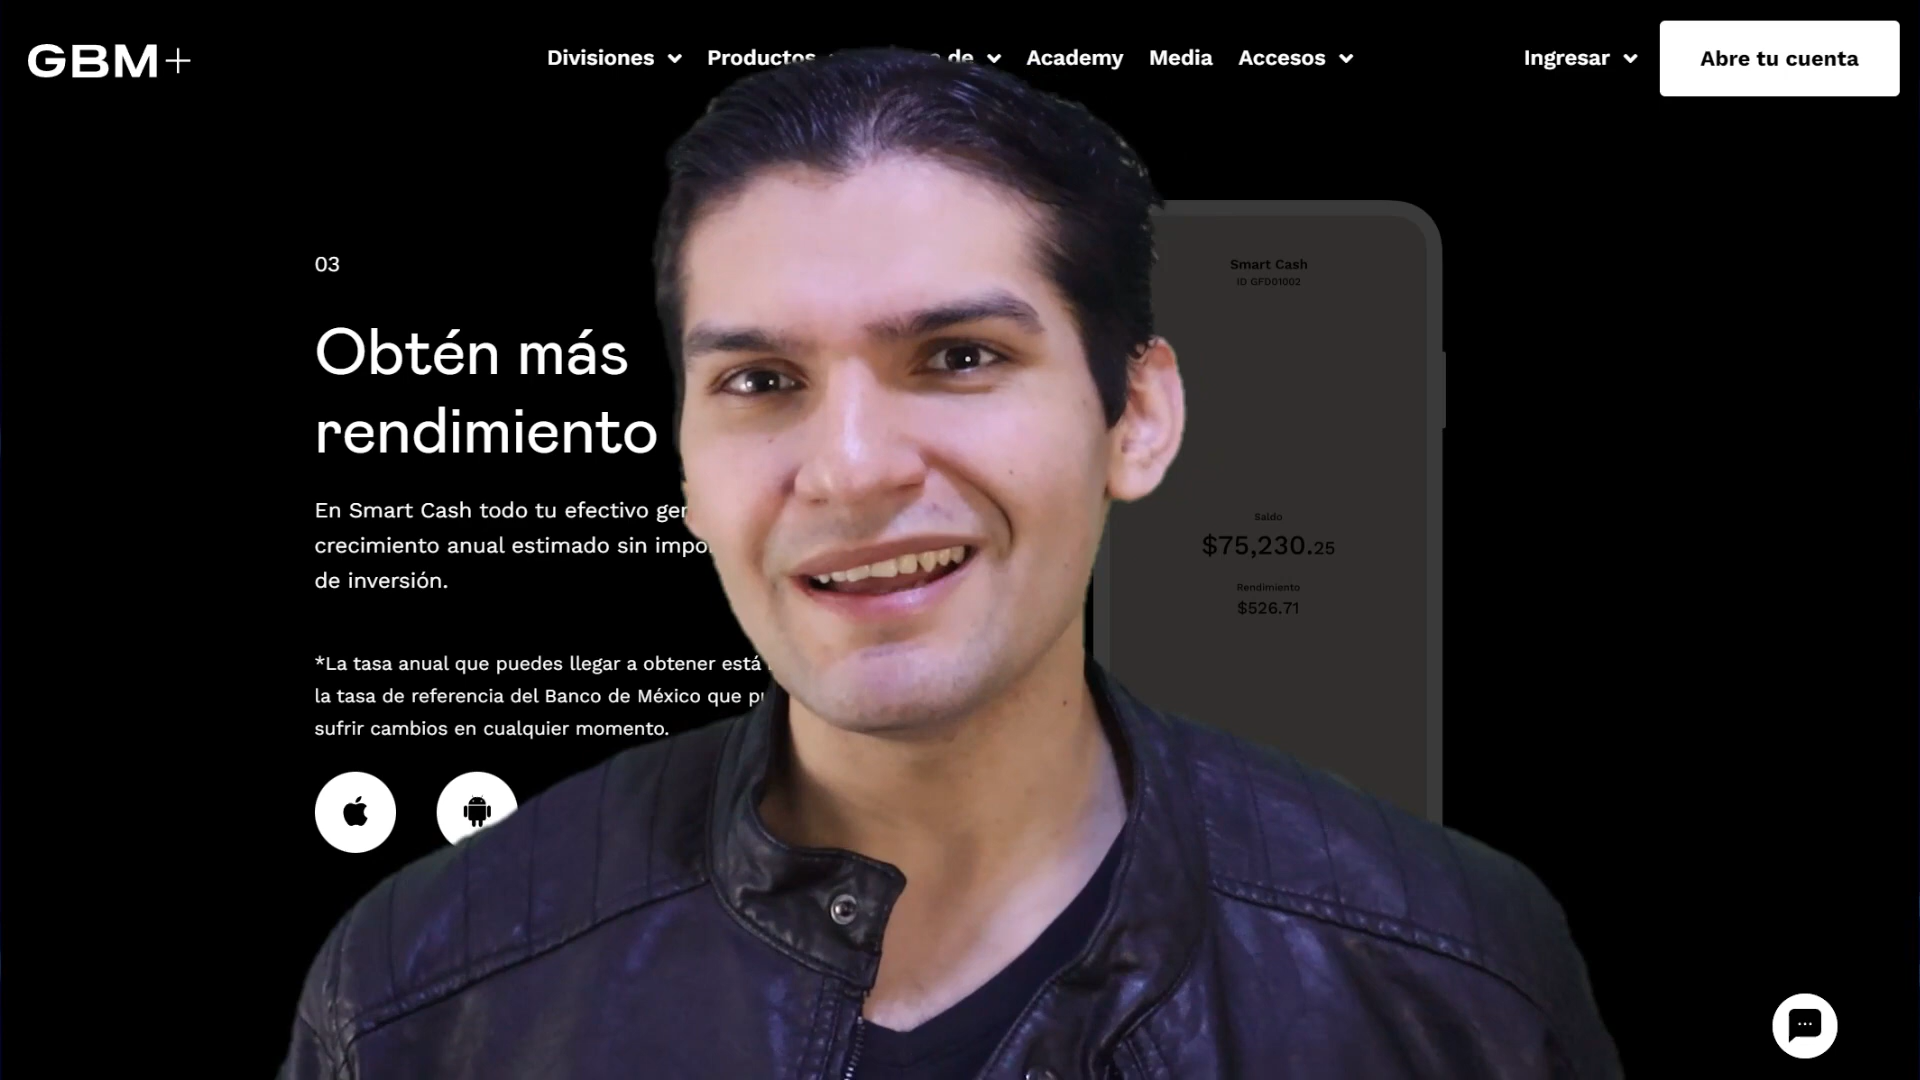 GBM+
Divisiones
Productos
de
Academy
Media
Accesos
Ingresar
Abre tu cuenta
03
Obtén más
rendimiento
En Smart Cash todo tu efectivo
crecimiento anual estimado sin
de inversión.
*La tasa anual que puedes llegar a obtener está
la tasa de referencia del Banco de México que
sufrir cambios en cualquier momento.
Smart Cash
ID GFD01002
Saldo
$75,230.25
Rendimiento
$526.71